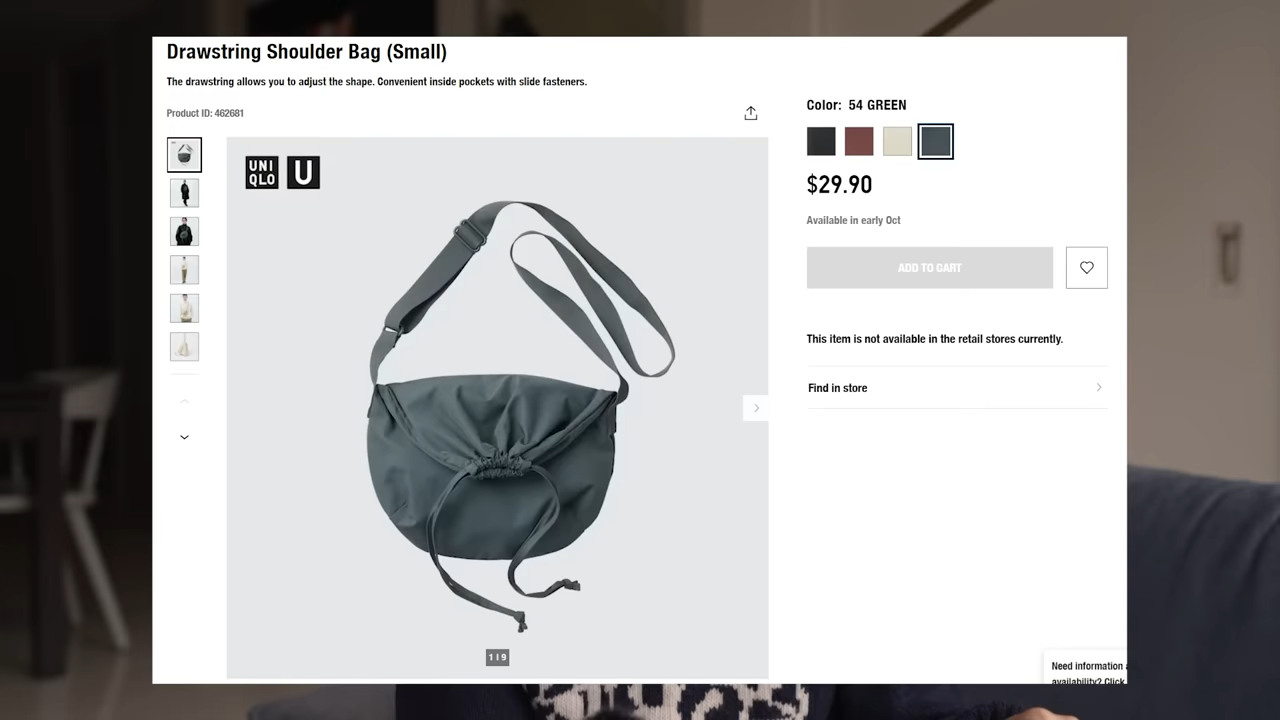 Drawstring Shoulder Bag (Small)
The drawstring allows you to adjust the shape. Convenient inside pockets with slide fasteners.
Product ID: 462681
UNI
QLO
U
1 | 9
Color: 54 GREEN
$29.90
Available in early Oct
ADD TO CART
This item is not available in the retail stores currently.
Find in store
Need information a
availability? Click